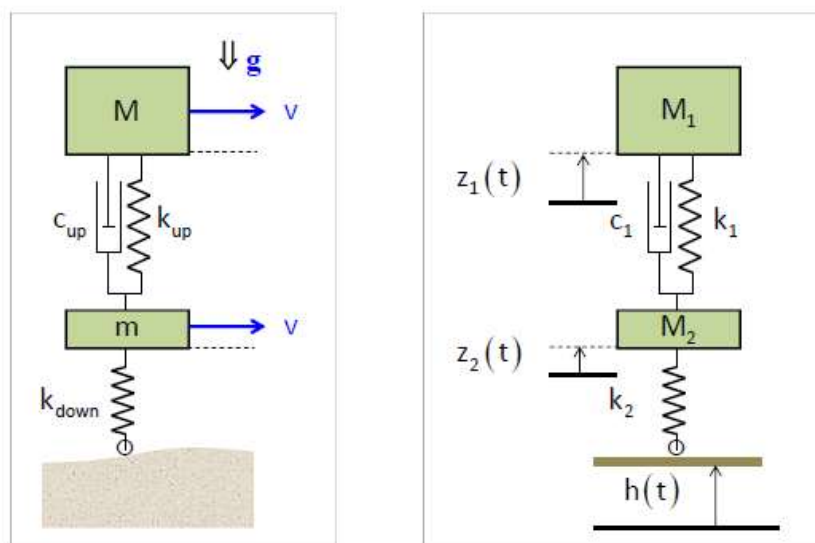 g
M
v
c_up
k_up
m
v
k_down
M₁
z₁(t)
c₁
k₁
M₂
z₂(t)
k₂
h(t)